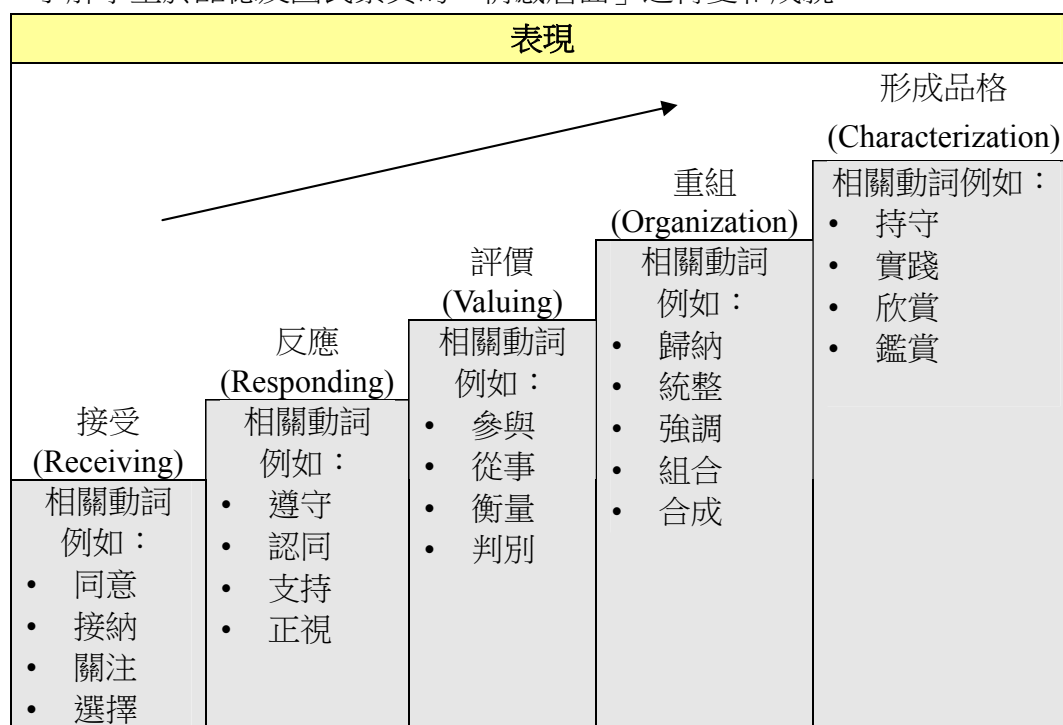 表現
接受
(Receiving)
相關動詞
例如：
• 同意
• 接納
• 關注
• 選擇
反應
(Responding)
相關動詞
例如：
• 遵守
• 認同
• 支持
• 正視
評價
(Valuing)
相關動詞
例如：
• 參與
• 從事
• 衡量
• 判別
重組
(Organization)
相關動詞
例如：
• 歸納
• 統整
• 強調
• 組合
• 合成
形成品格
(Characterization)
相關動詞例如：
• 持守
• 實踐
• 欣賞
• 鑑賞